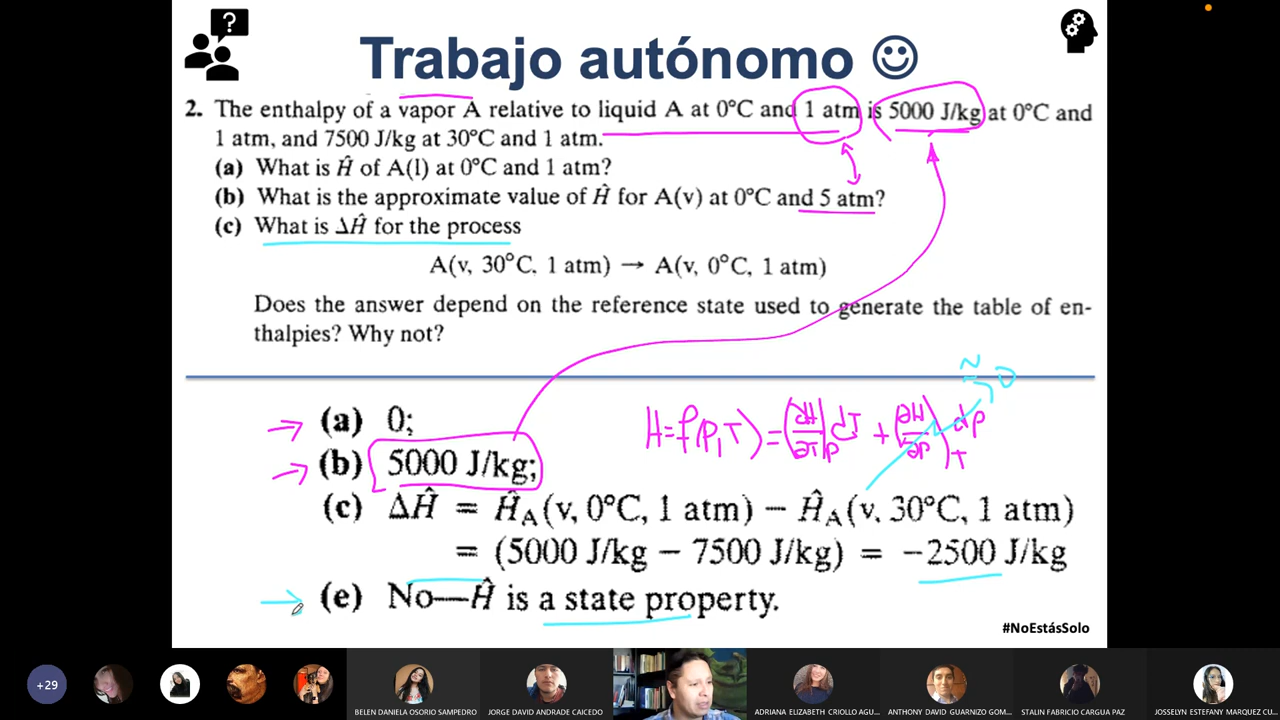 Trabajo autónomo ☺
2. The enthalpy of a vapor A relative to liquid A at 0°C and 1 atm is 5000 J/kg at 0°C and
1 atm, and 7500 J/kg at 30°C and 1 atm.
(a) What is Ĥ of A(l) at 0°C and 1 atm?
(b) What is the approximate value of Ĥ for A(v) at 0°C and 5 atm?
(c) What is ΔĤ for the process
A(v, 30°C, 1 atm) → A(v, 0°C, 1 atm)
Does the answer depend on the reference state used to generate the table of en-
thalpies? Why not?
≈0
H=f(P,T)=(∂H/∂T)P dT + (∂H/∂P)T dP
→ (a) 0;
→ (b) 5000 J/kg;
(c) ΔĤ = ĤA(v, 0°C, 1 atm) − ĤA(v, 30°C, 1 atm)
= (5000 J/kg − 7500 J/kg) = −2500 J/kg
→ (e) No—Ĥ is a state property.
#NoEstásSolo
+29
BELEN DANIELA OSORIO SAMPEDRO
JORGE DAVID ANDRADE CAICEDO
ADRIANA ELIZABETH CRIOLLO AGU...
ANTHONY DAVID GUARNIZO GOM...
STALIN FABRICIO CARGUA PAZ
JOSSELYN ESTEFANY MARQUEZ CU...